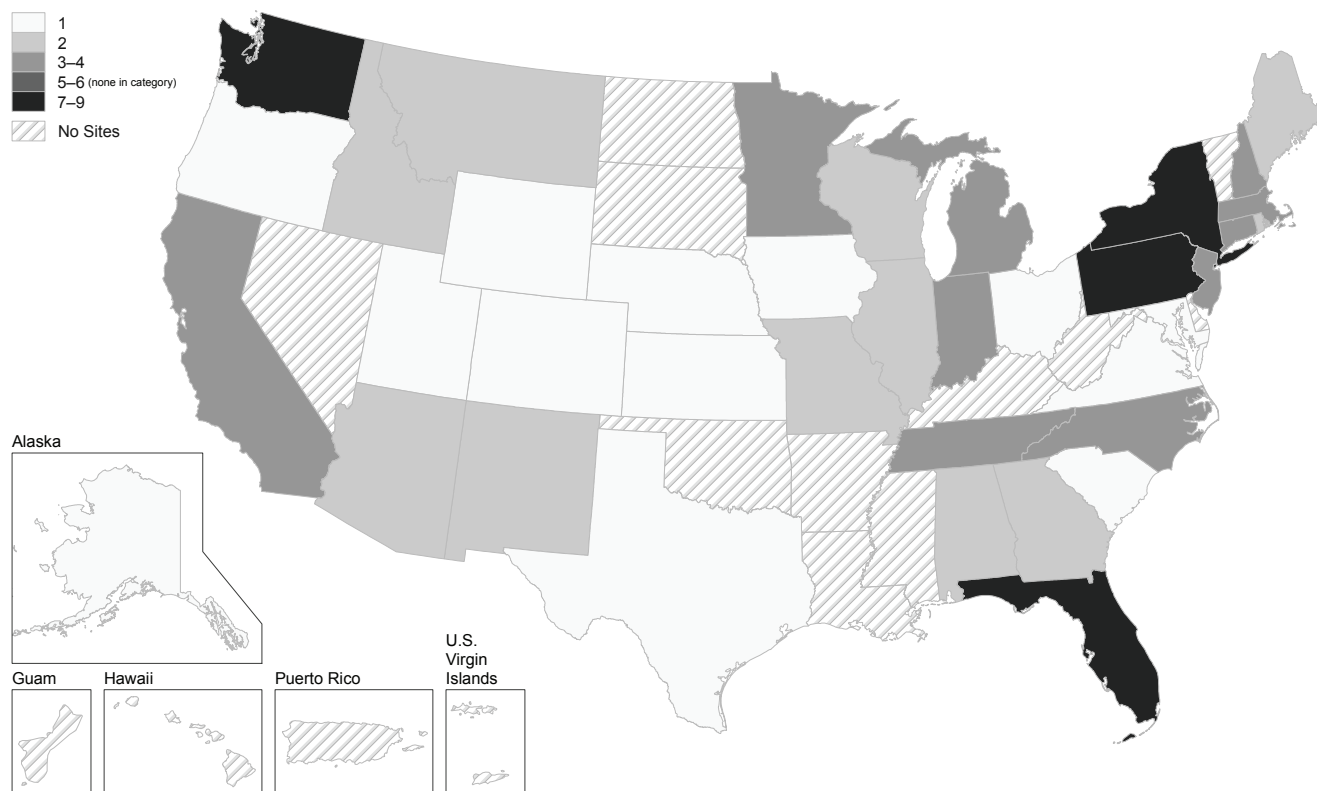 1
2
3–4
5–6 (none in category)
7–9
No Sites
Alaska
Guam
Hawaii
Puerto Rico
U.S.
Virgin
Islands